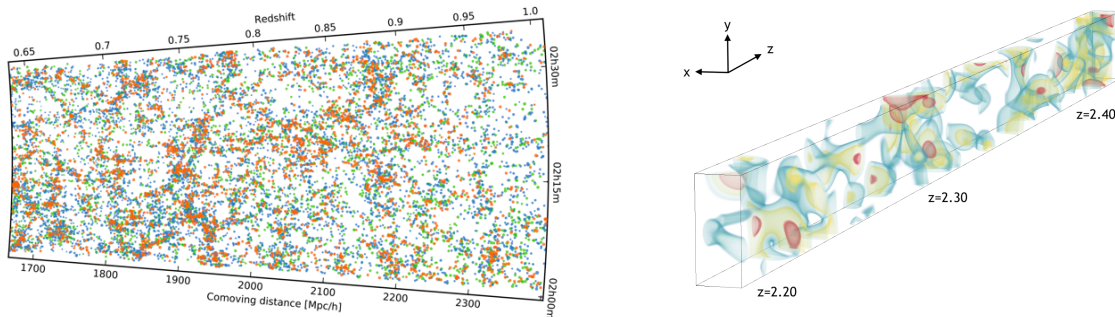 Redshift
0.65 0.7 0.75 0.8 0.85 0.9 0.95 1.0
02h30m
02h15m
02h00m
1700 1800 1900 2000 2100 2200 2300
Comoving distance [Mpc/h]
y
z
x
z=2.40
z=2.30
z=2.20